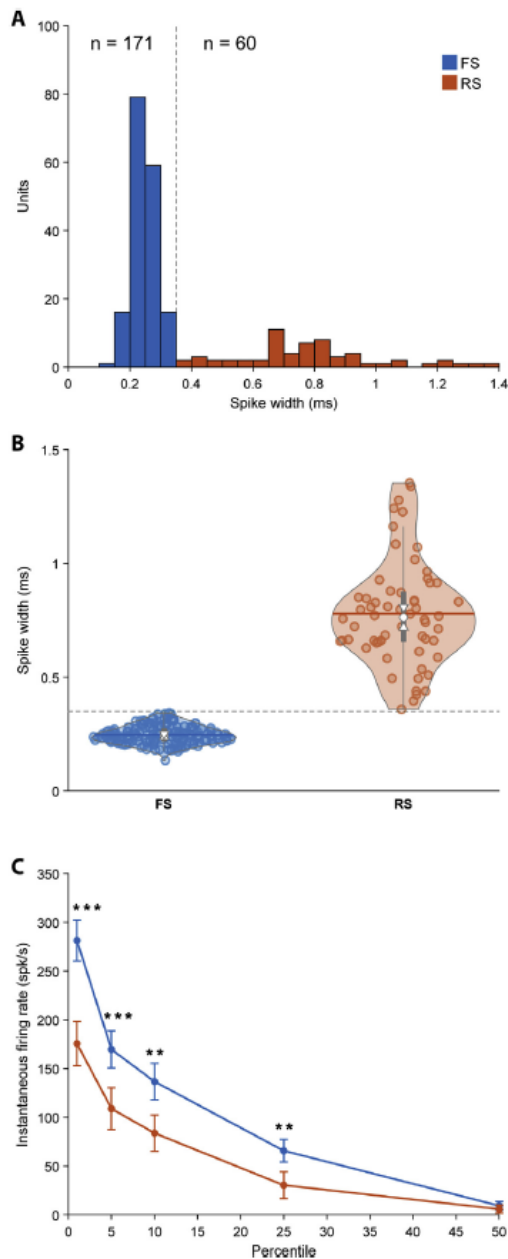 A
n = 171
n = 60
FS
RS
100
80
60
40
20
0
Units
0 0.2 0.4 0.6 0.8 1 1.2 1.4
Spike width (ms)
B
1.5
1
0.5
0
Spike width (ms)
FS RS
C
350
300
250
200
150
100
50
0
Instantaneous firing rate (spk/s)
***
***
**
**
0 5 10 15 20 25 30 35 40 45 50
Percentile